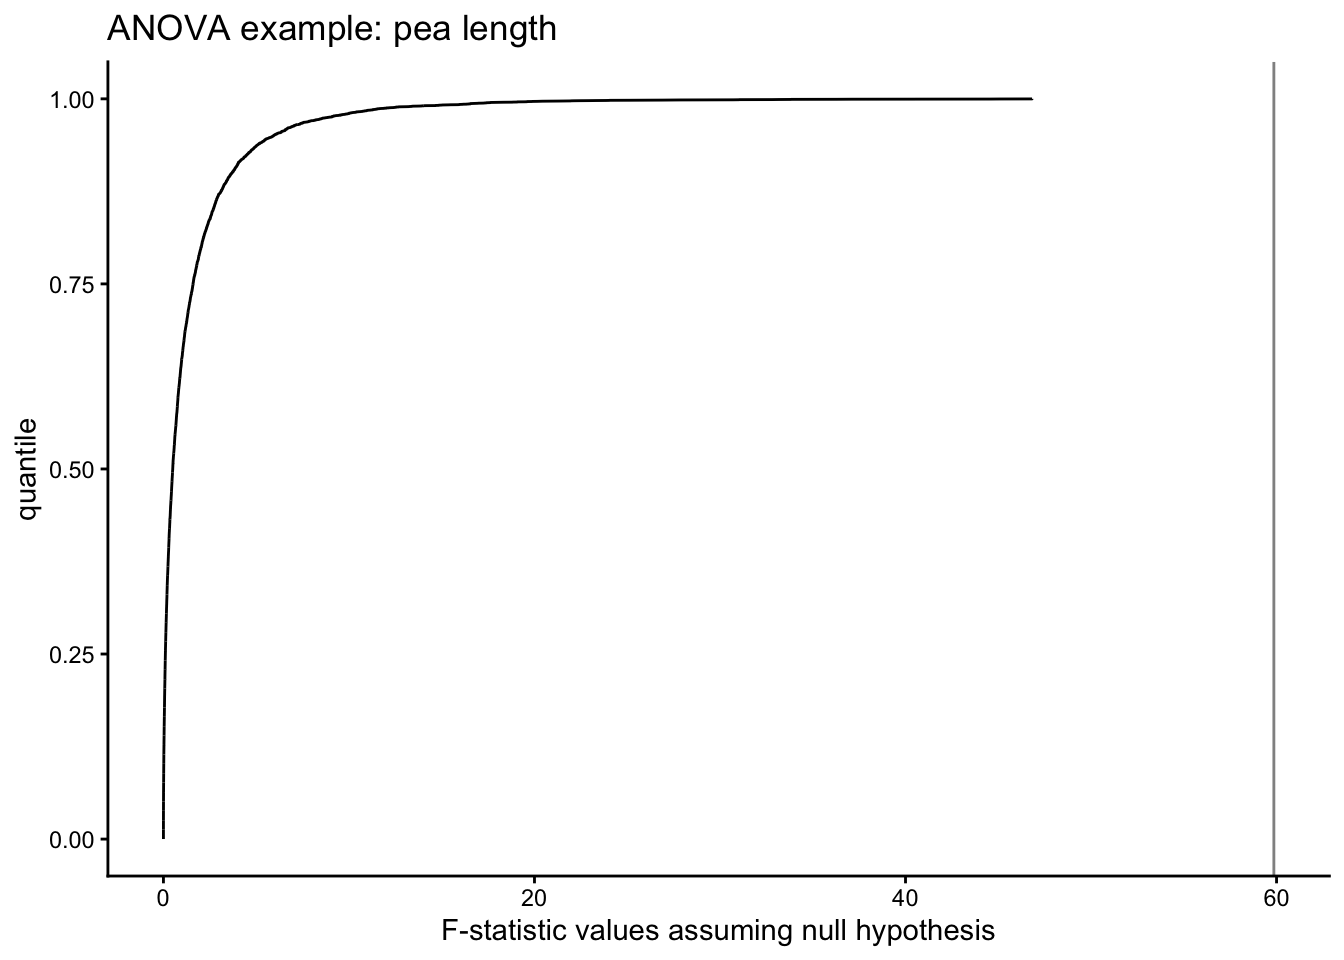 ANOVA example: pea length
1.00
0.75
0.50
0.25
0.00
quantile
0 20 40 60
F-statistic values assuming null hypothesis